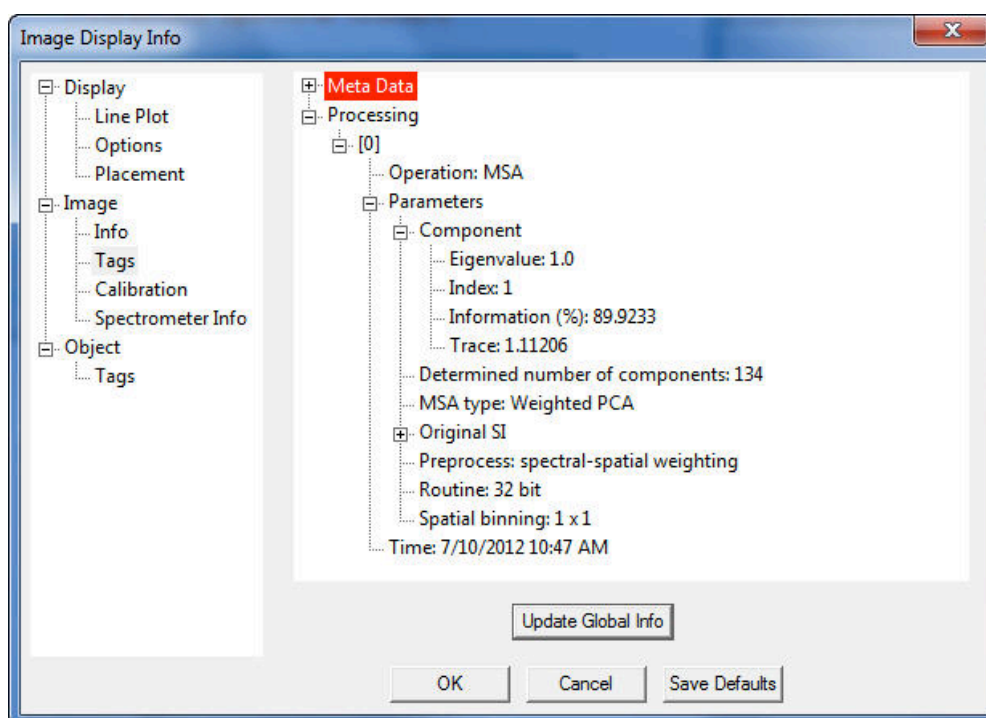 Image Display Info
Display
Line Plot
Options
Placement
Image
Info
Tags
Calibration
Spectrometer Info
Object
Tags
Meta Data
Processing
[0]
Operation: MSA
Parameters
Component
Eigenvalue: 1.0
Index: 1
Information (%): 89.9233
Trace: 1.11206
Determined number of components: 134
MSA type: Weighted PCA
Original SI
Preprocess: spectral-spatial weighting
Routine: 32 bit
Spatial binning: 1 x 1
Time: 7/10/2012 10:47 AM
Update Global Info
OK Cancel Save Defaults